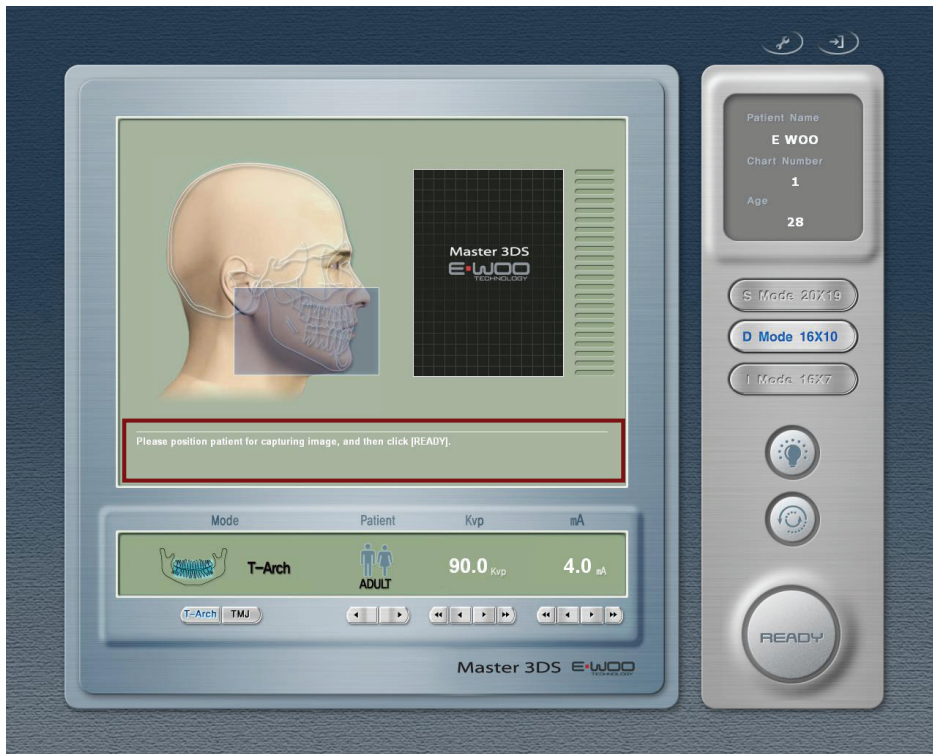 Patient Name
E WOO
Chart Number
1
Age
28
Master 3DS
E·WOO
TECHNOLOGY
S Mode 20X19
D Mode 16X10
I Mode 16X7
Please position patient for capturing image, and then click [READY].
Mode Patient Kvp mA
T-Arch ADULT 90.0 Kvp 4.0 mA
T-Arch TMJ
READY
Master 3DS E·WOO
TECHNOLOGY